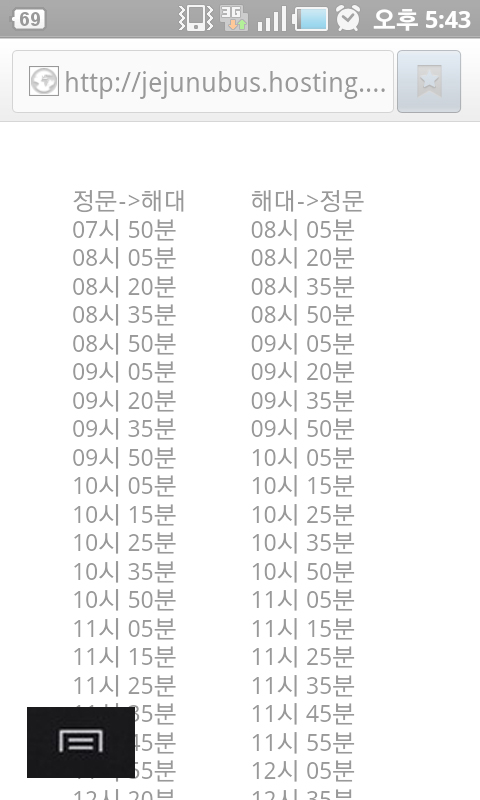 69 3G 오후 5:43
http://jejunubus.hosting....
정문->해대 해대->정문
07시 50분 08시 05분
08시 05분 08시 20분
08시 20분 08시 35분
08시 35분 08시 50분
08시 50분 09시 05분
09시 05분 09시 20분
09시 20분 09시 35분
09시 35분 09시 50분
09시 50분 10시 05분
10시 05분 10시 15분
10시 15분 10시 25분
10시 25분 10시 35분
10시 35분 10시 50분
10시 50분 11시 05분
11시 05분 11시 15분
11시 15분 11시 25분
11시 25분 11시 35분
35분 11시 45분
45분 11시 55분
55분 12시 05분
12시 20분 12시 35분